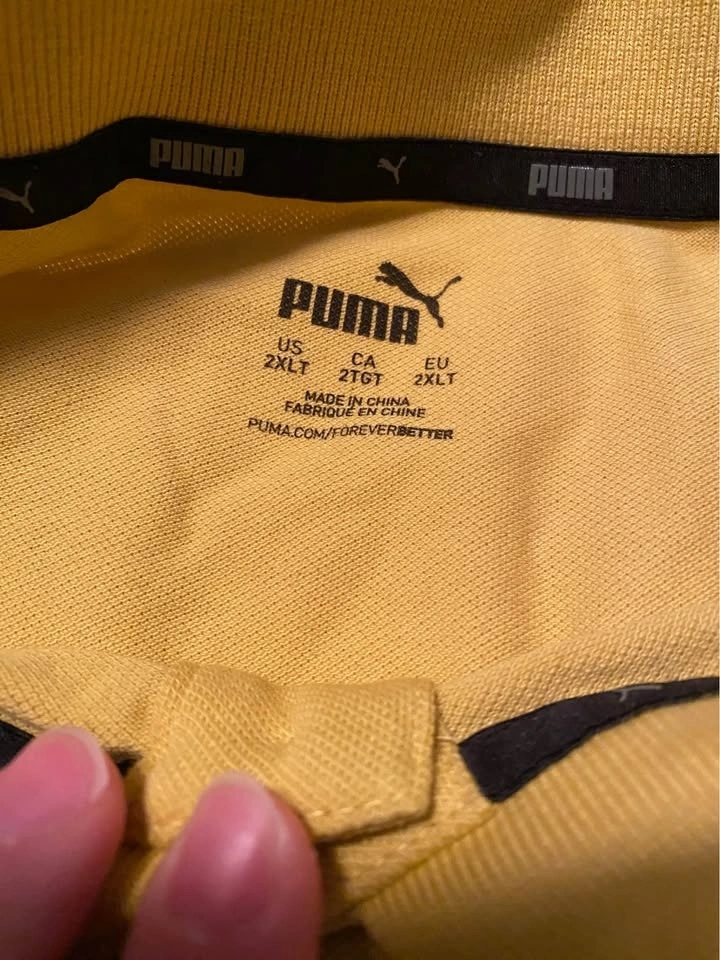 PUMA PUMA
PUMA
US CA EU
2XLT 2TGT 2XLT
MADE IN CHINA
FABRIQUÉ EN CHINE
PUMA.COM/FOREVERBETTER